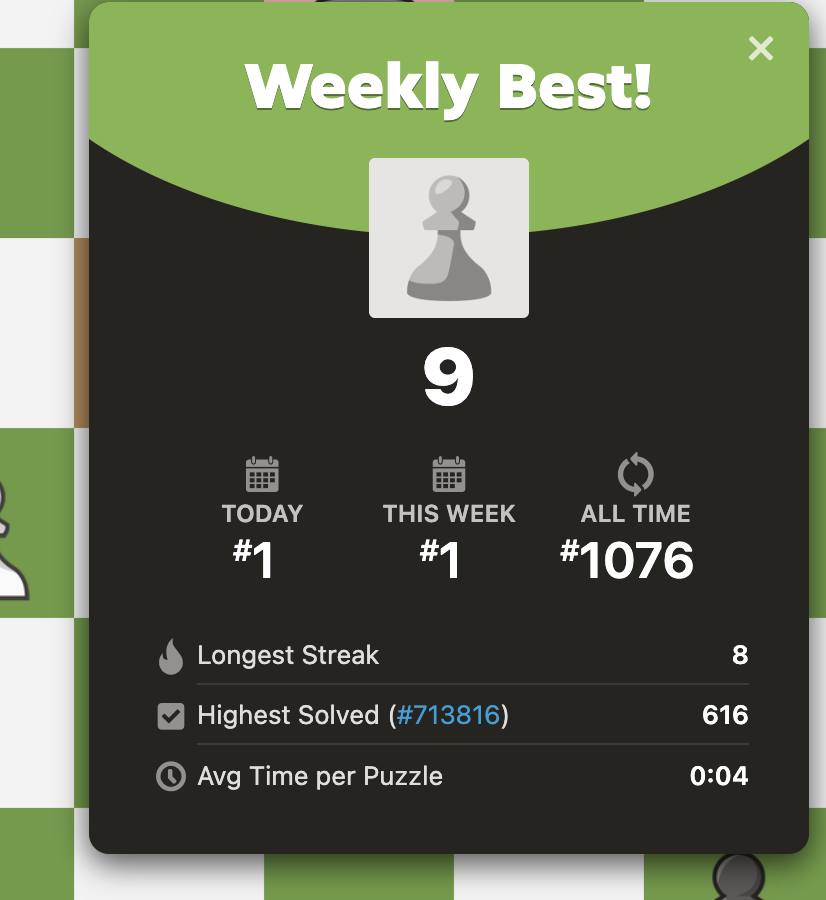 Weekly Best!
9
TODAY THIS WEEK ALL TIME
#1 #1 #1076
Longest Streak 8
Highest Solved (#713816) 616
Avg Time per Puzzle 0:04